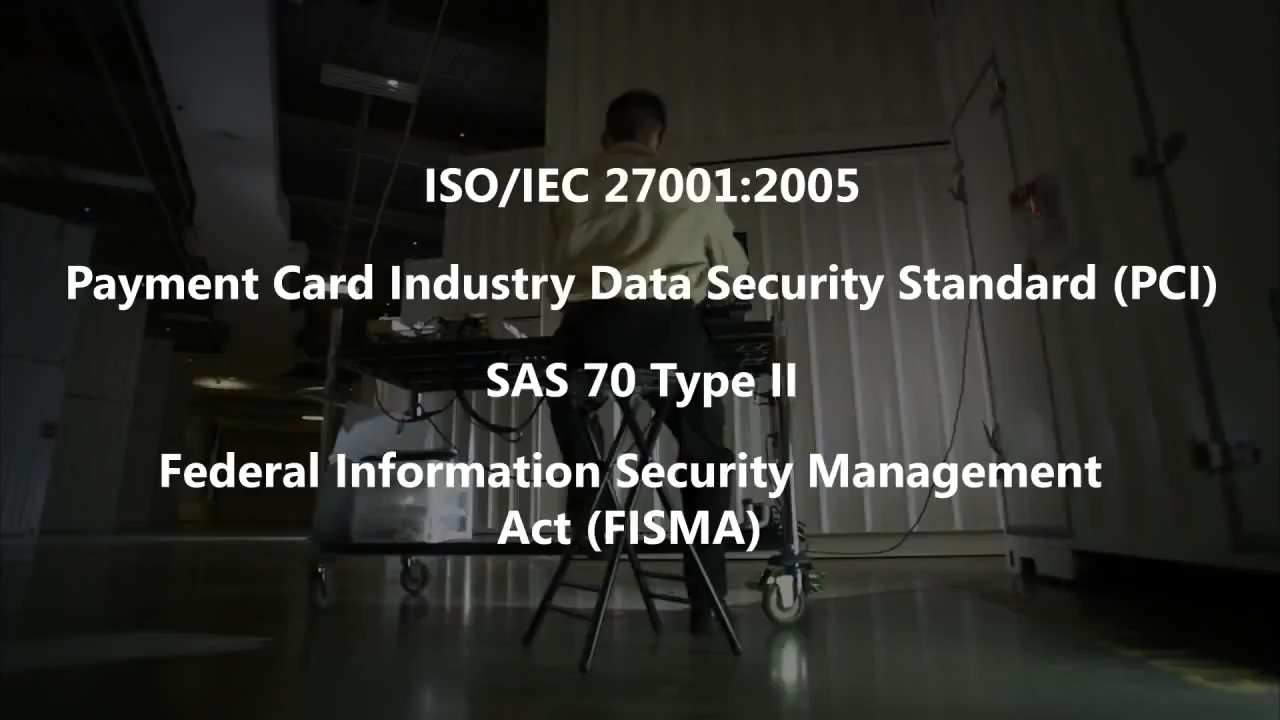 ISO/IEC 27001:2005
Payment Card Industry Data Security Standard (PCI)
SAS 70 Type II
Federal Information Security Management
Act (FISMA)